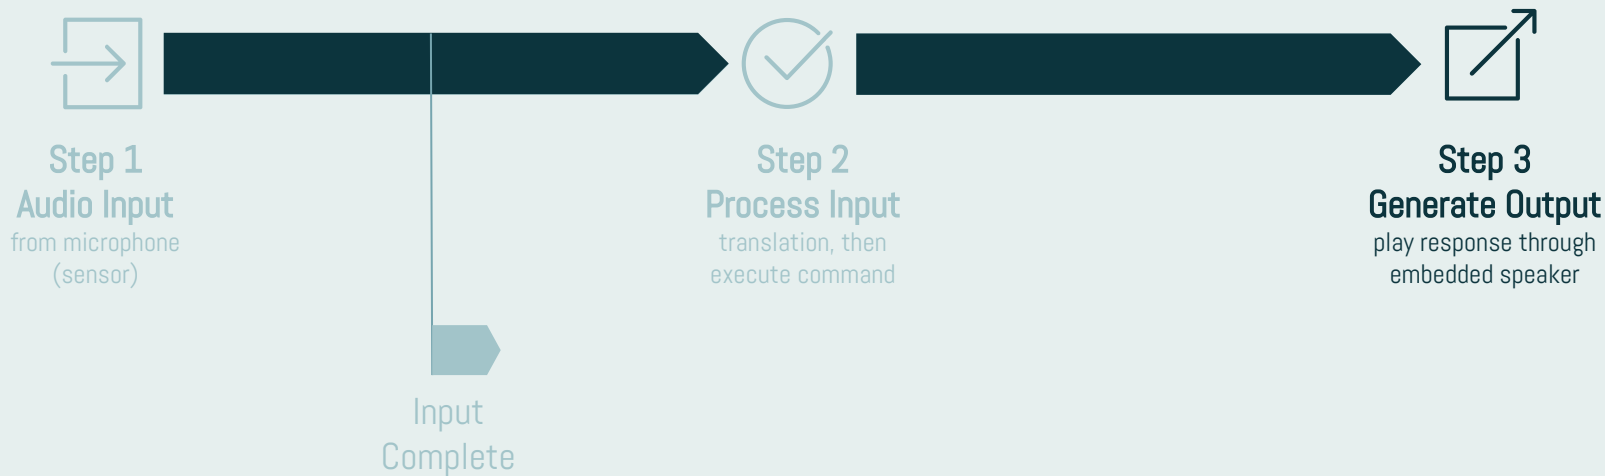 Step 1
Audio Input
from microphone
(sensor)
Step 2
Process Input
translation, then
execute command
Step 3
Generate Output
play response through
embedded speaker
Input
Complete